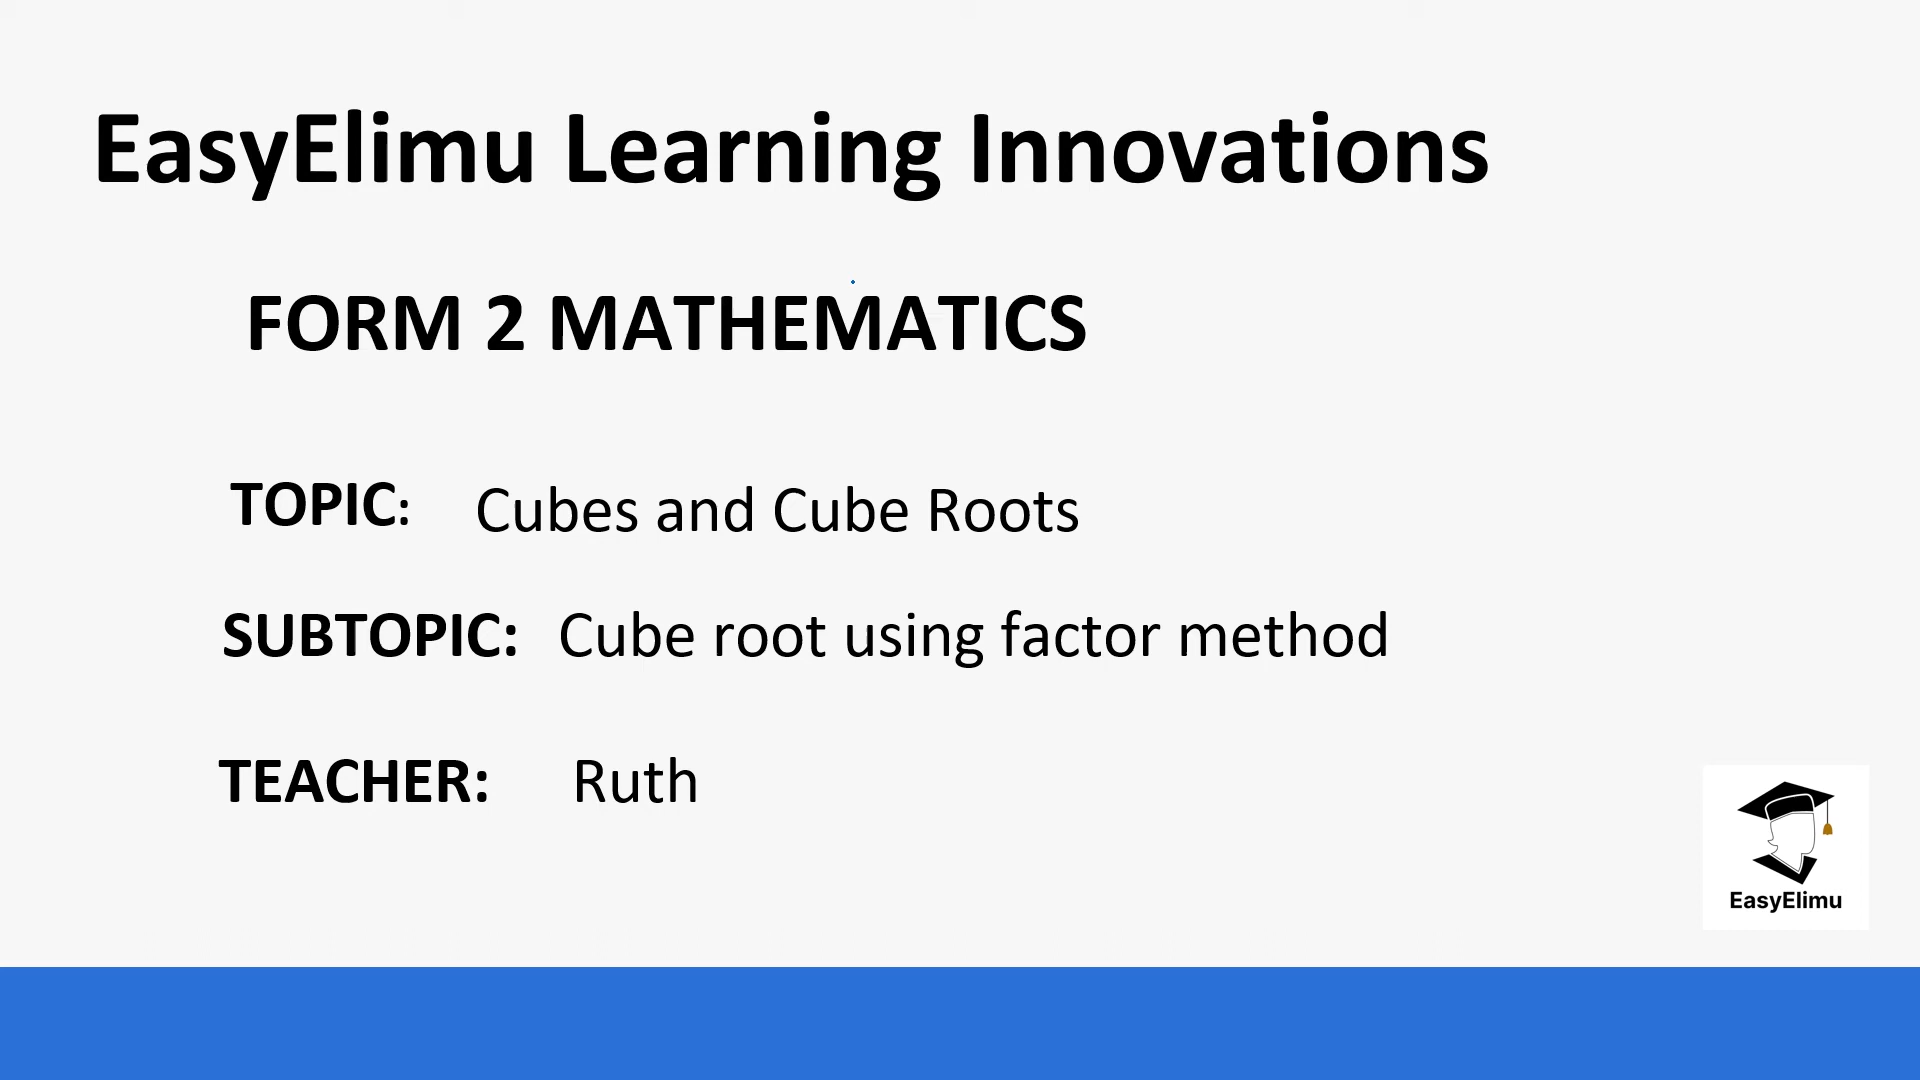 EasyElimu Learning Innovations
FORM 2 MATHEMATICS
TOPIC: Cubes and Cube Roots
SUBTOPIC: Cube root using factor method
TEACHER: Ruth
EasyElimu